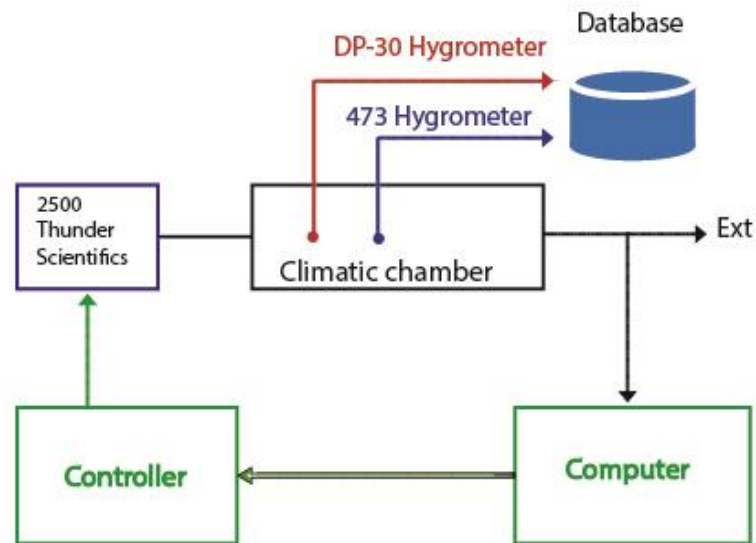 Database
DP-30 Hygrometer
473 Hygrometer
2500
Thunder
Scientifics
Climatic chamber
Ext
Controller
Computer